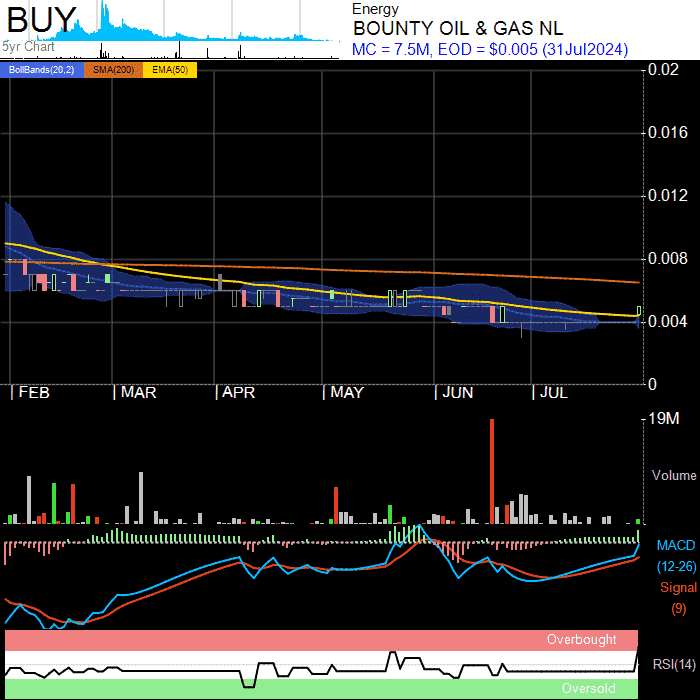 BUY
5yr Chart
Energy
BOUNTY OIL & GAS NL
MC = 7.5M, EOD = $0.005 (31Jul2024)
BollBands(20,2) SMA(200) EMA(50)
0.02
0.016
0.012
0.008
0.004
0
FEB MAR APR MAY JUN JUL
19M
Volume
MACD
(12-26)
Signal
(9)
Overbought
RSI(14)
Oversold